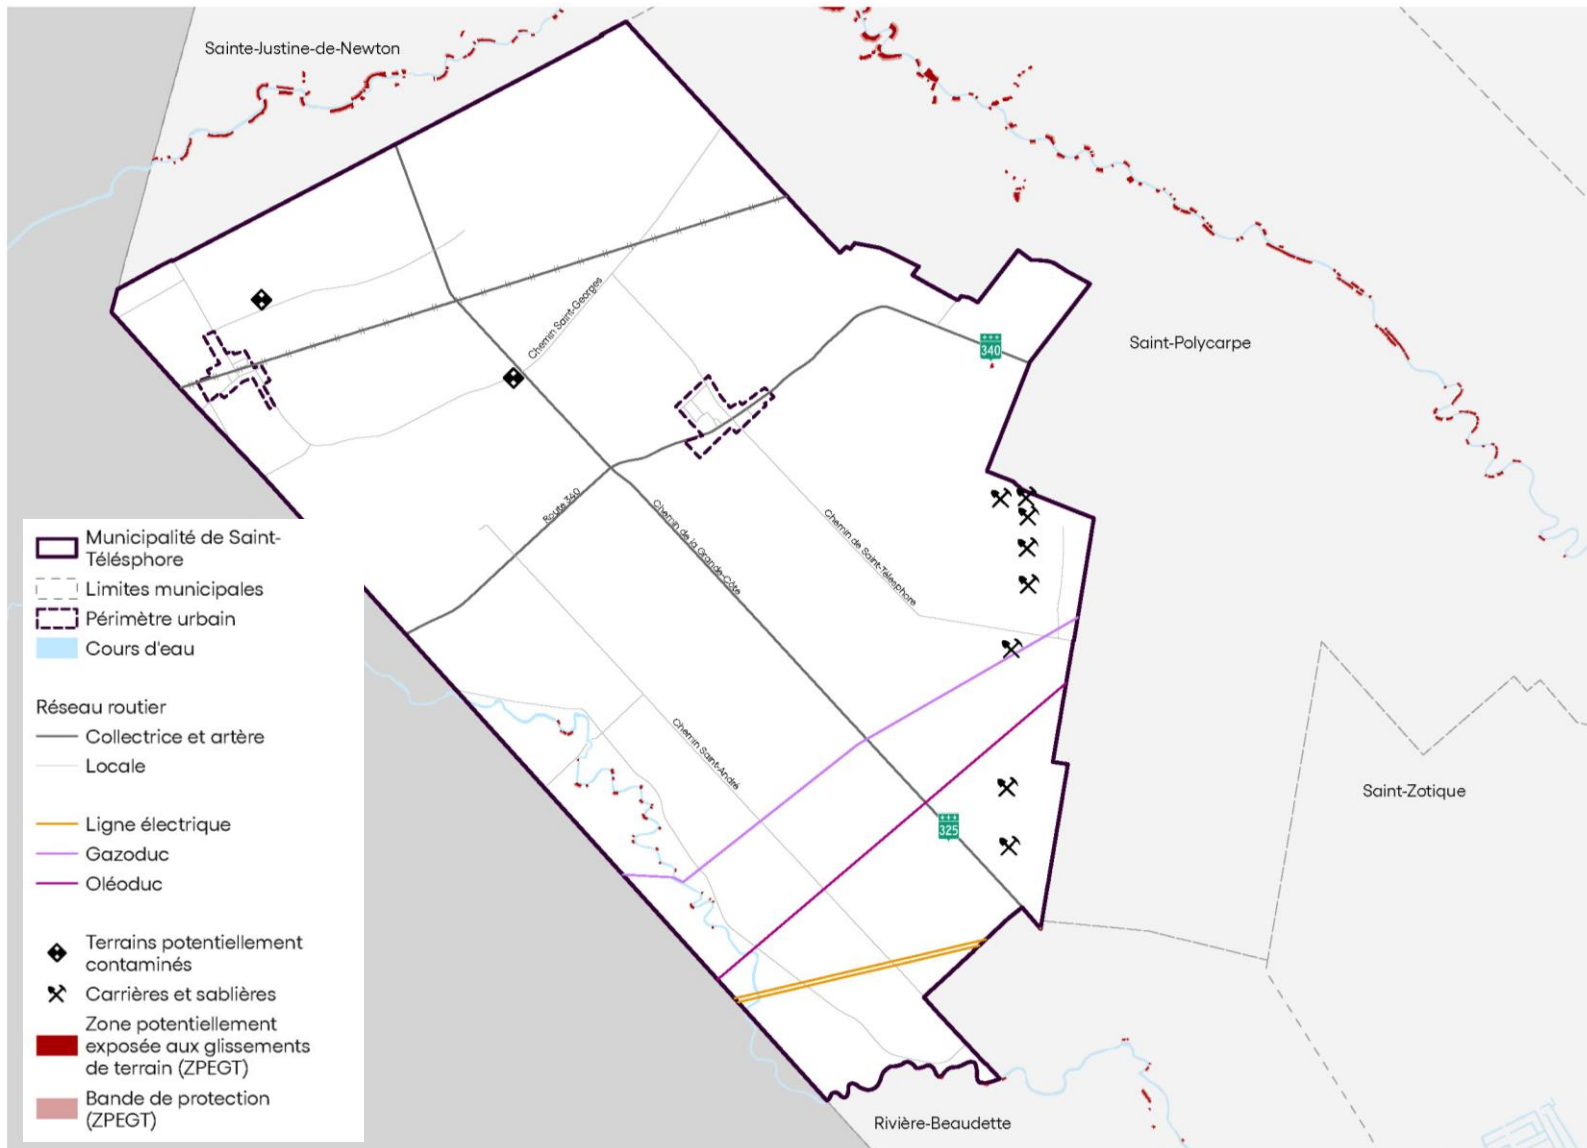 Sainte-Justine-de-Newton
Chemin Saint-Georges
340
Saint-Polycarpe
Route 340
Chemin de la Grande-Côte
Chemin de Saint-Télesphore
Chemin Saint-André
325
Saint-Zotique
Rivière-Beaudette
Municipalité de Saint-
Télésphore
Limites municipales
Périmètre urbain
Cours d'eau
Réseau routier
Collectrice et artère
Locale
Ligne électrique
Gazoduc
Oléoduc
Terrains potentiellement
contaminés
Carrières et sablières
Zone potentiellement
exposée aux glissements
de terrain (ZPEGT)
Bande de protection
(ZPEGT)